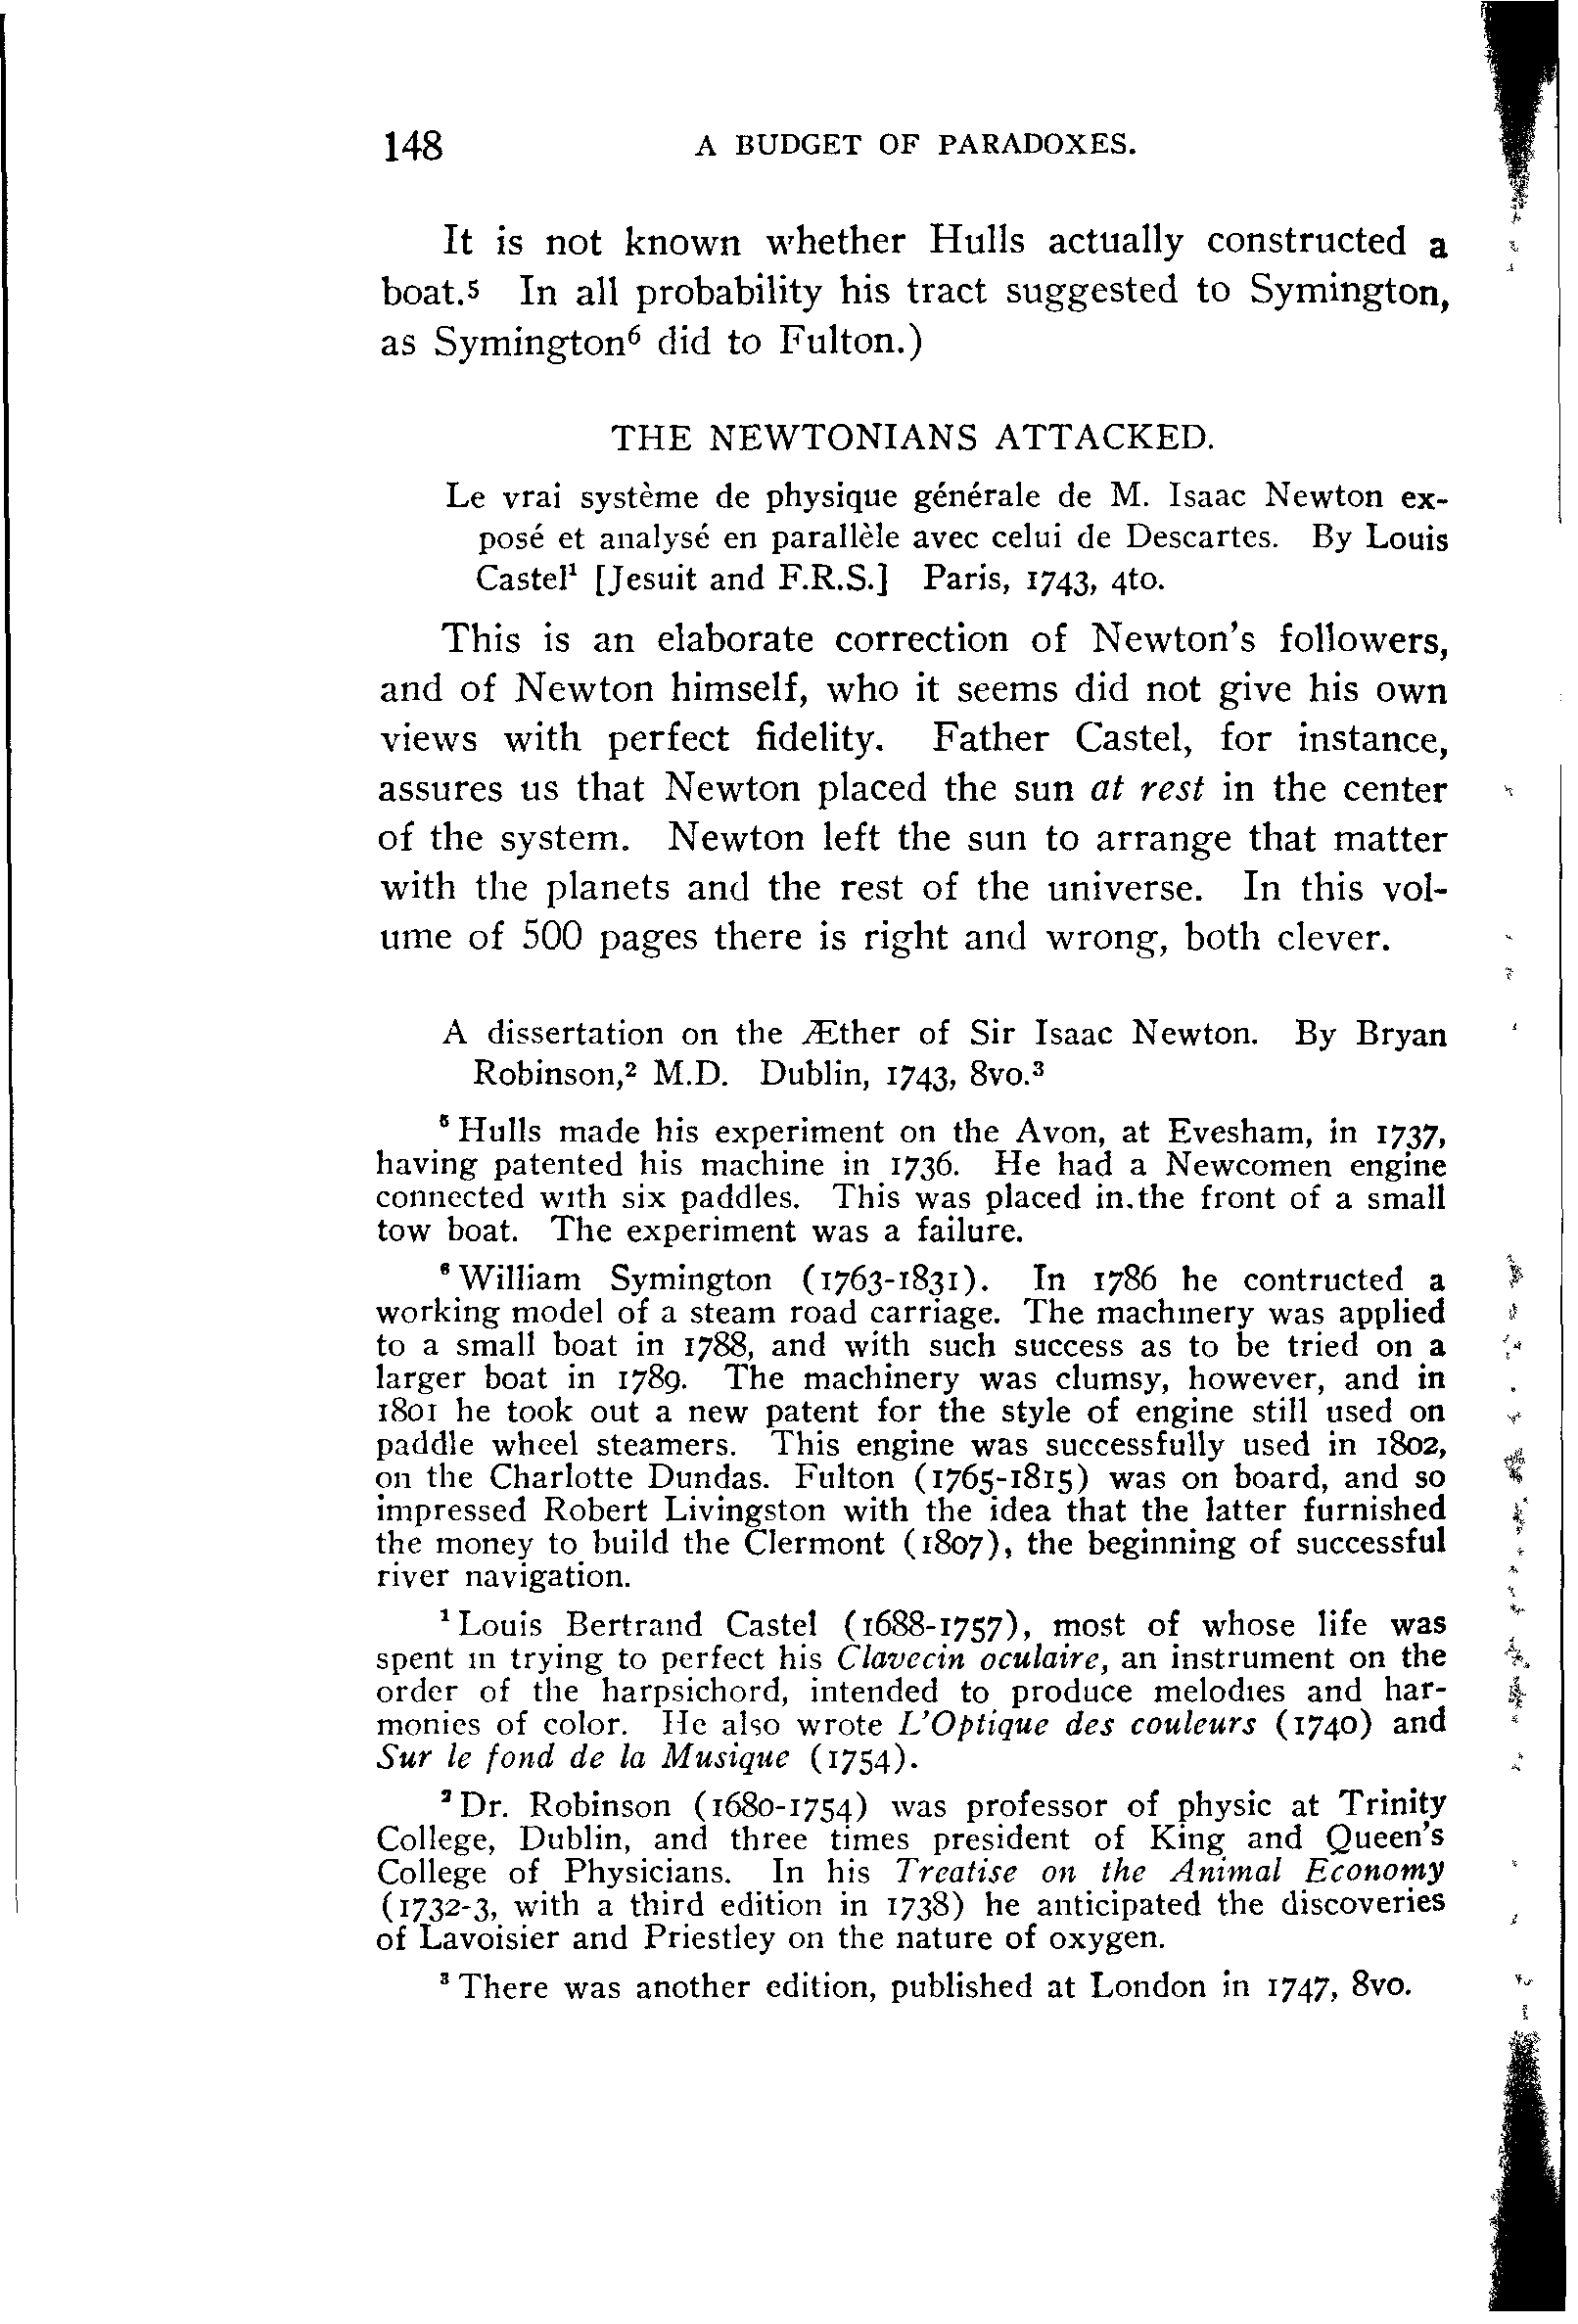 148 A BUDGET OF PARADOXES.
It is not known whether Hulls actually constructed a
boat.⁵ In all probability his tract suggested to Symington,
as Symington⁶ did to Fulton.)
THE NEWTONIANS ATTACKED.
Le vrai système de physique générale de M. Isaac Newton ex-
posé et analysé en parallèle avec celui de Descartes. By Louis
Castel¹ [Jesuit and F.R.S.] Paris, 1743, 4to.
This is an elaborate correction of Newton's followers,
and of Newton himself, who it seems did not give his own
views with perfect fidelity. Father Castel, for instance,
assures us that Newton placed the sun at rest in the center
of the system. Newton left the sun to arrange that matter
with the planets and the rest of the universe. In this vol-
ume of 500 pages there is right and wrong, both clever.
A dissertation on the Æther of Sir Isaac Newton. By Bryan
Robinson,² M.D. Dublin, 1743, 8vo.³
⁵ Hulls made his experiment on the Avon, at Evesham, in 1737,
having patented his machine in 1736. He had a Newcomen engine
connected with six paddles. This was placed in the front of a small
tow boat. The experiment was a failure.
⁶ William Symington (1763-1831). In 1786 he contructed a
working model of a steam road carriage. The machinery was applied
to a small boat in 1788, and with such success as to be tried on a
larger boat in 1789. The machinery was clumsy, however, and in
1801 he took out a new patent for the style of engine still used on
paddle wheel steamers. This engine was successfully used in 1802,
on the Charlotte Dundas. Fulton (1765-1815) was on board, and so
impressed Robert Livingston with the idea that the latter furnished
the money to build the Clermont (1807), the beginning of successful
river navigation.
¹ Louis Bertrand Castel (1688-1757), most of whose life was
spent in trying to perfect his Clavecin oculaire, an instrument on the
order of the harpsichord, intended to produce melodies and har-
monies of color. He also wrote L'Optique des couleurs (1740) and
Sur le fond de la Musique (1754).
² Dr. Robinson (1680-1754) was professor of physic at Trinity
College, Dublin, and three times president of King and Queen's
College of Physicians. In his Treatise on the Animal Economy
(1732-3, with a third edition in 1738) he anticipated the discoveries
of Lavoisier and Priestley on the nature of oxygen.
³ There was another edition, published at London in 1747, 8vo.